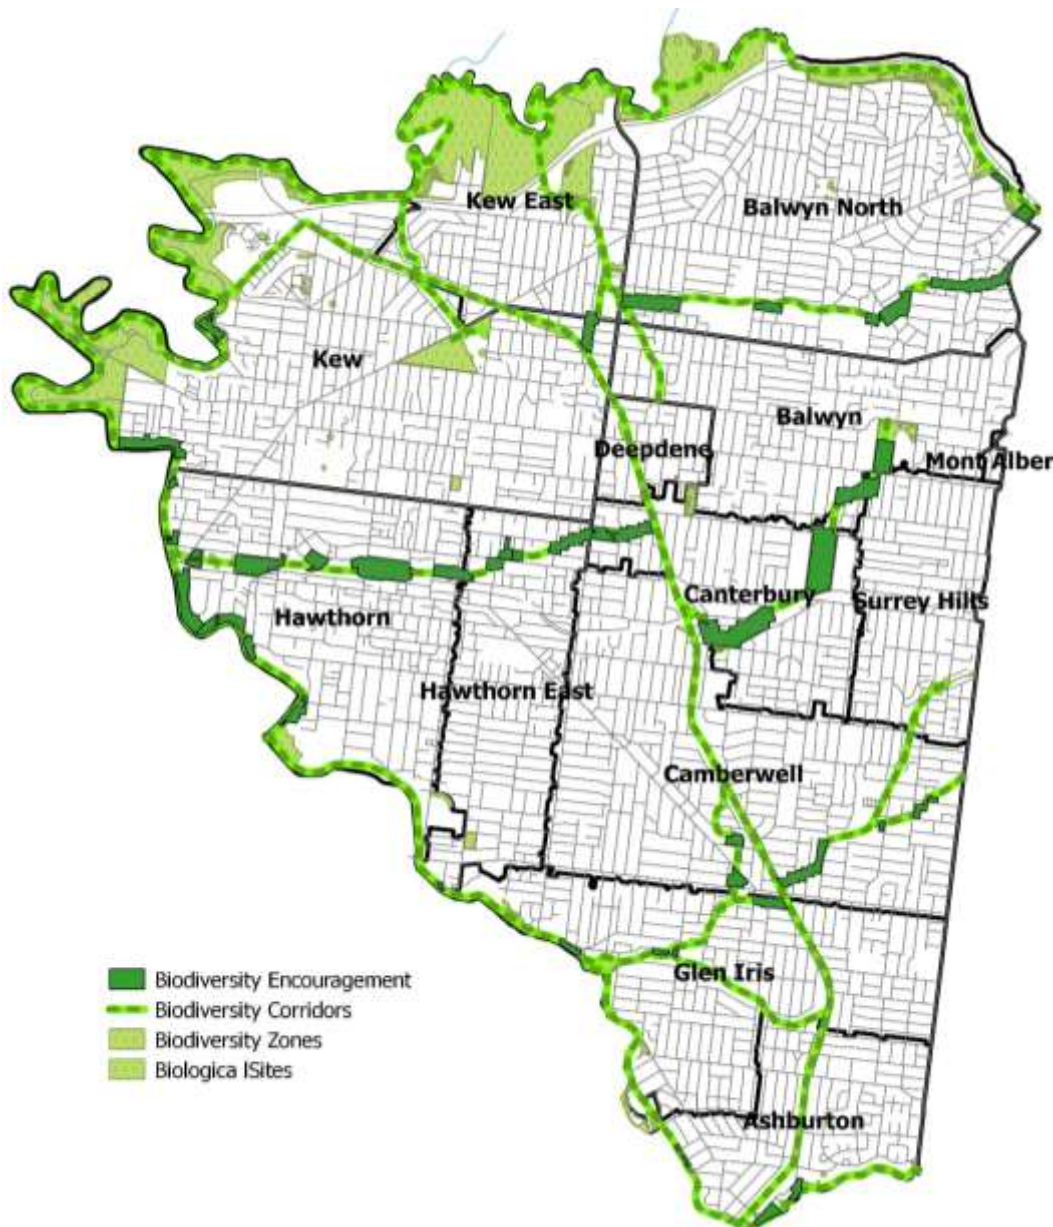 Kew East
Balwyn North
Kew
Balwyn
Deepdene
Mont Alber
Canterbury
Surrey Hills
Hawthorn
Hawthorn East
Camberwell
Glen Iris
Ashburton
Biodiversity Encouragement
Biodiversity Corridors
Biodiversity Zones
Biologica lSites